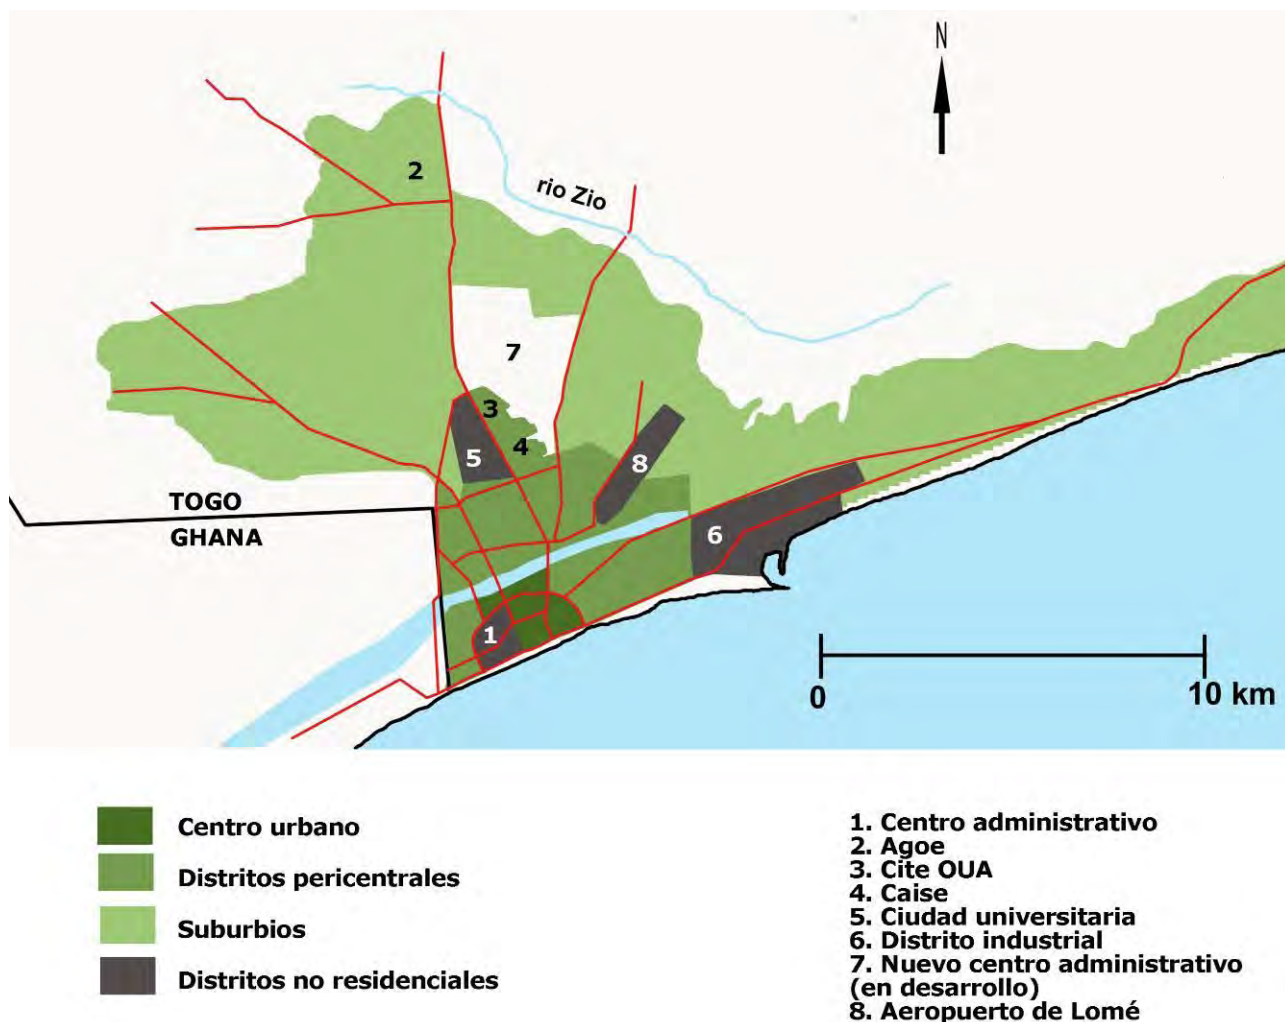 N
2
rio Zio
7
3
4
5
8
TOGO
GHANA
6
1
0
10 km
Centro urbano
Distritos pericentrales
Suburbios
Distritos no residenciales
1. Centro administrativo
2. Agoe
3. Cite OUA
4. Caise
5. Ciudad universitaria
6. Distrito industrial
7. Nuevo centro administrativo
(en desarrollo)
8. Aeropuerto de Lomé